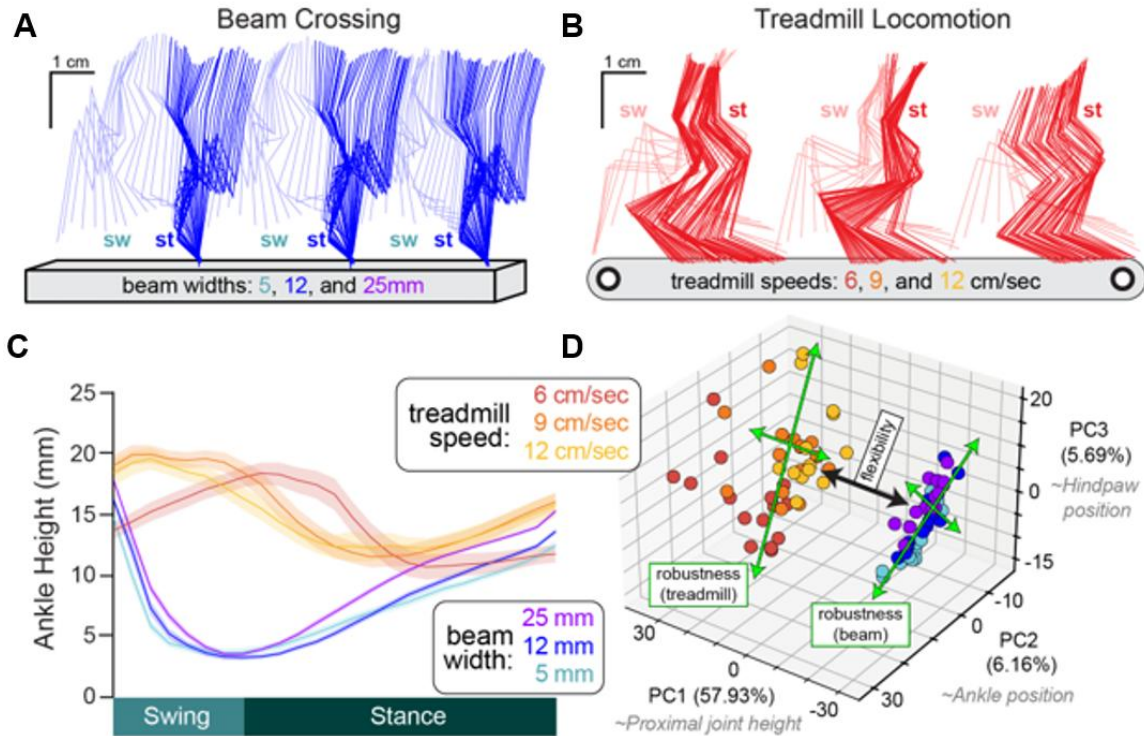 A
Beam Crossing
1 cm
sw st sw st sw st
beam widths: 5, 12, and 25mm
B
Treadmill Locomotion
1 cm
sw st sw st sw st
treadmill speeds: 6, 9, and 12 cm/sec
C
Ankle Height (mm)
25
20
15
10
5
0
Swing
Stance
treadmill speed:
6 cm/sec
9 cm/sec
12 cm/sec
beam width:
25 mm
12 mm
5 mm
D
flexibility
robustness
(treadmill)
robustness
(beam)
20
0
-15
PC3
(5.69%)
~Hindpaw
position
-10
0
30
PC2
(6.16%)
~Ankle position
30
0
-30
PC1 (57.93%)
~Proximal joint height